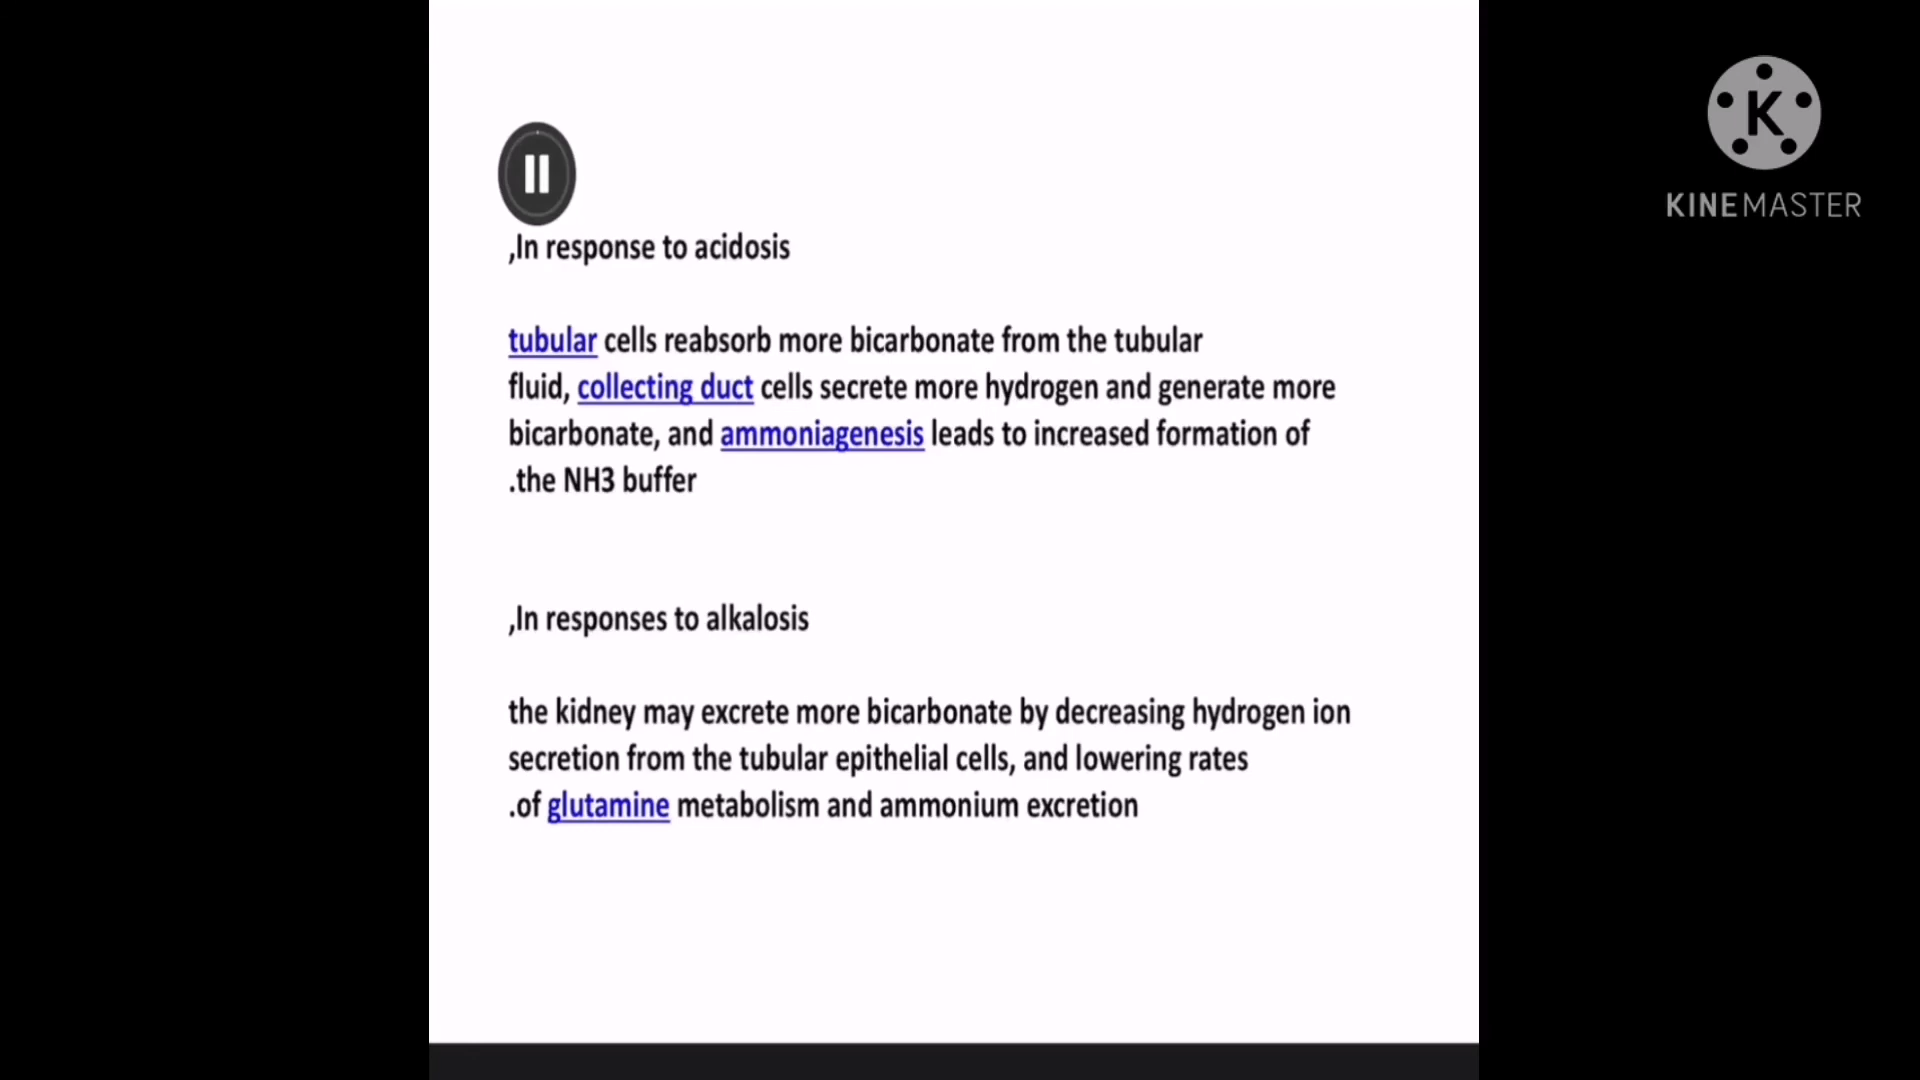 K
KINEMASTER
,In response to acidosis
tubular cells reabsorb more bicarbonate from the tubular
fluid, collecting duct cells secrete more hydrogen and generate more
bicarbonate, and ammoniagenesis leads to increased formation of
.the NH3 buffer
,In responses to alkalosis
the kidney may excrete more bicarbonate by decreasing hydrogen ion
secretion from the tubular epithelial cells, and lowering rates
.of glutamine metabolism and ammonium excretion